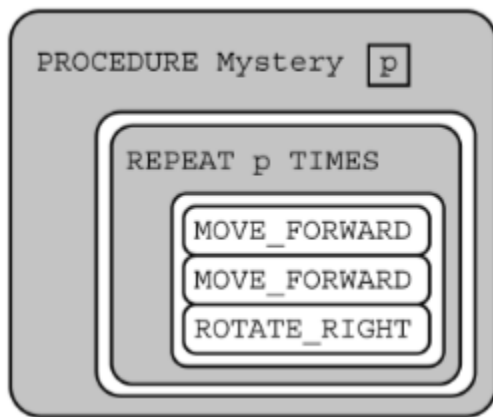 PROCEDURE Mystery p
REPEAT p TIMES
MOVE_FORWARD
MOVE_FORWARD
ROTATE_RIGHT